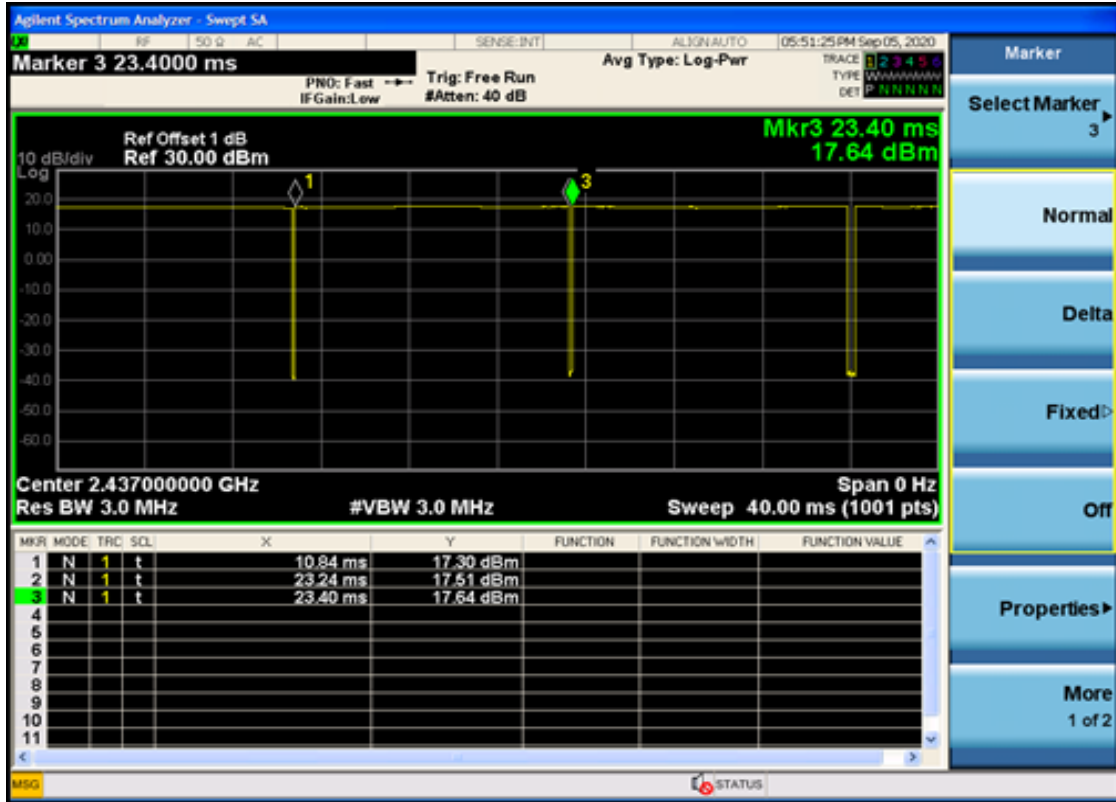 Agilent Spectrum Analyzer - Swept SA
RF 50 Ω AC SENSE:INT ALIGN AUTO 05:51:25 PM Sep 05, 2020
Marker 3 23.4000 ms
PNO: Fast
IFGain:Low
Trig: Free Run
#Atten: 40 dB
Avg Type: Log-Pwr
TRACE 1 2 3 4 5 6
TYPE W
DET P N N N N N
Ref Offset 1 dB
10 dB/div Ref 30.00 dBm
Log
Mkr3 23.40 ms
17.64 dBm
1
3
20.0
10.0
0.00
-10.0
-20.0
-30.0
-40.0
-50.0
-60.0
Center 2.437000000 GHz Span 0 Hz
Res BW 3.0 MHz #VBW 3.0 MHz Sweep 40.00 ms (1001 pts)
MKR MODE TRC SCL X Y FUNCTION FUNCTION WIDTH FUNCTION VALUE
1 N 1 t 10.84 ms 17.30 dBm
2 N 1 t 23.24 ms 17.51 dBm
3 N 1 t 23.40 ms 17.64 dBm
4
5
6
7
8
9
10
11
MSG STATUS
Marker
Select Marker
3
Normal
Delta
Fixed
Off
Properties
More
1 of 2